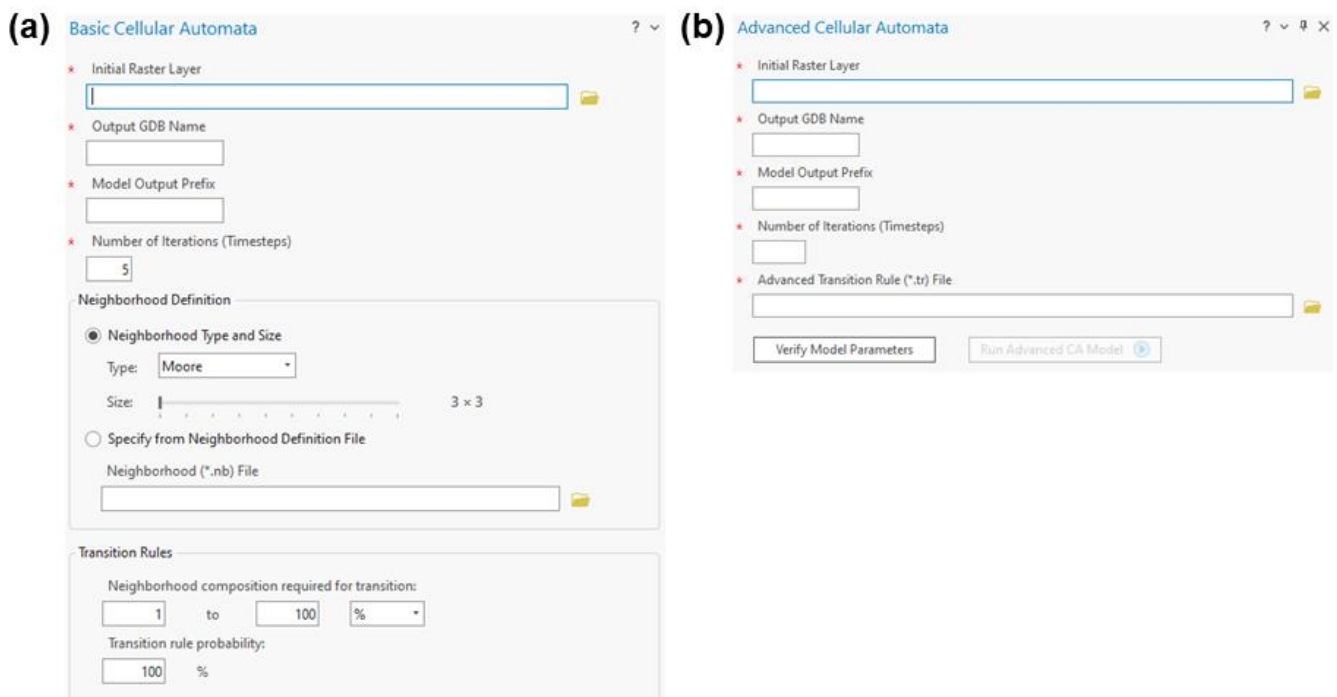 (a) Basic Cellular Automata ?
* Initial Raster Layer
* Output GDB Name
* Model Output Prefix
* Number of Iterations (Timesteps)
5
Neighborhood Definition
Neighborhood Type and Size
Type: Moore
Size: 3 × 3
Specify from Neighborhood Definition File
Neighborhood (*.nb) File
Transition Rules
Neighborhood composition required for transition:
1 to 100 %
Transition rule probability:
100 %
(b) Advanced Cellular Automata ?
* Initial Raster Layer
* Output GDB Name
* Model Output Prefix
* Number of Iterations (Timesteps)
* Advanced Transition Rule (*.tr) File
Verify Model Parameters Run Advanced CA Model